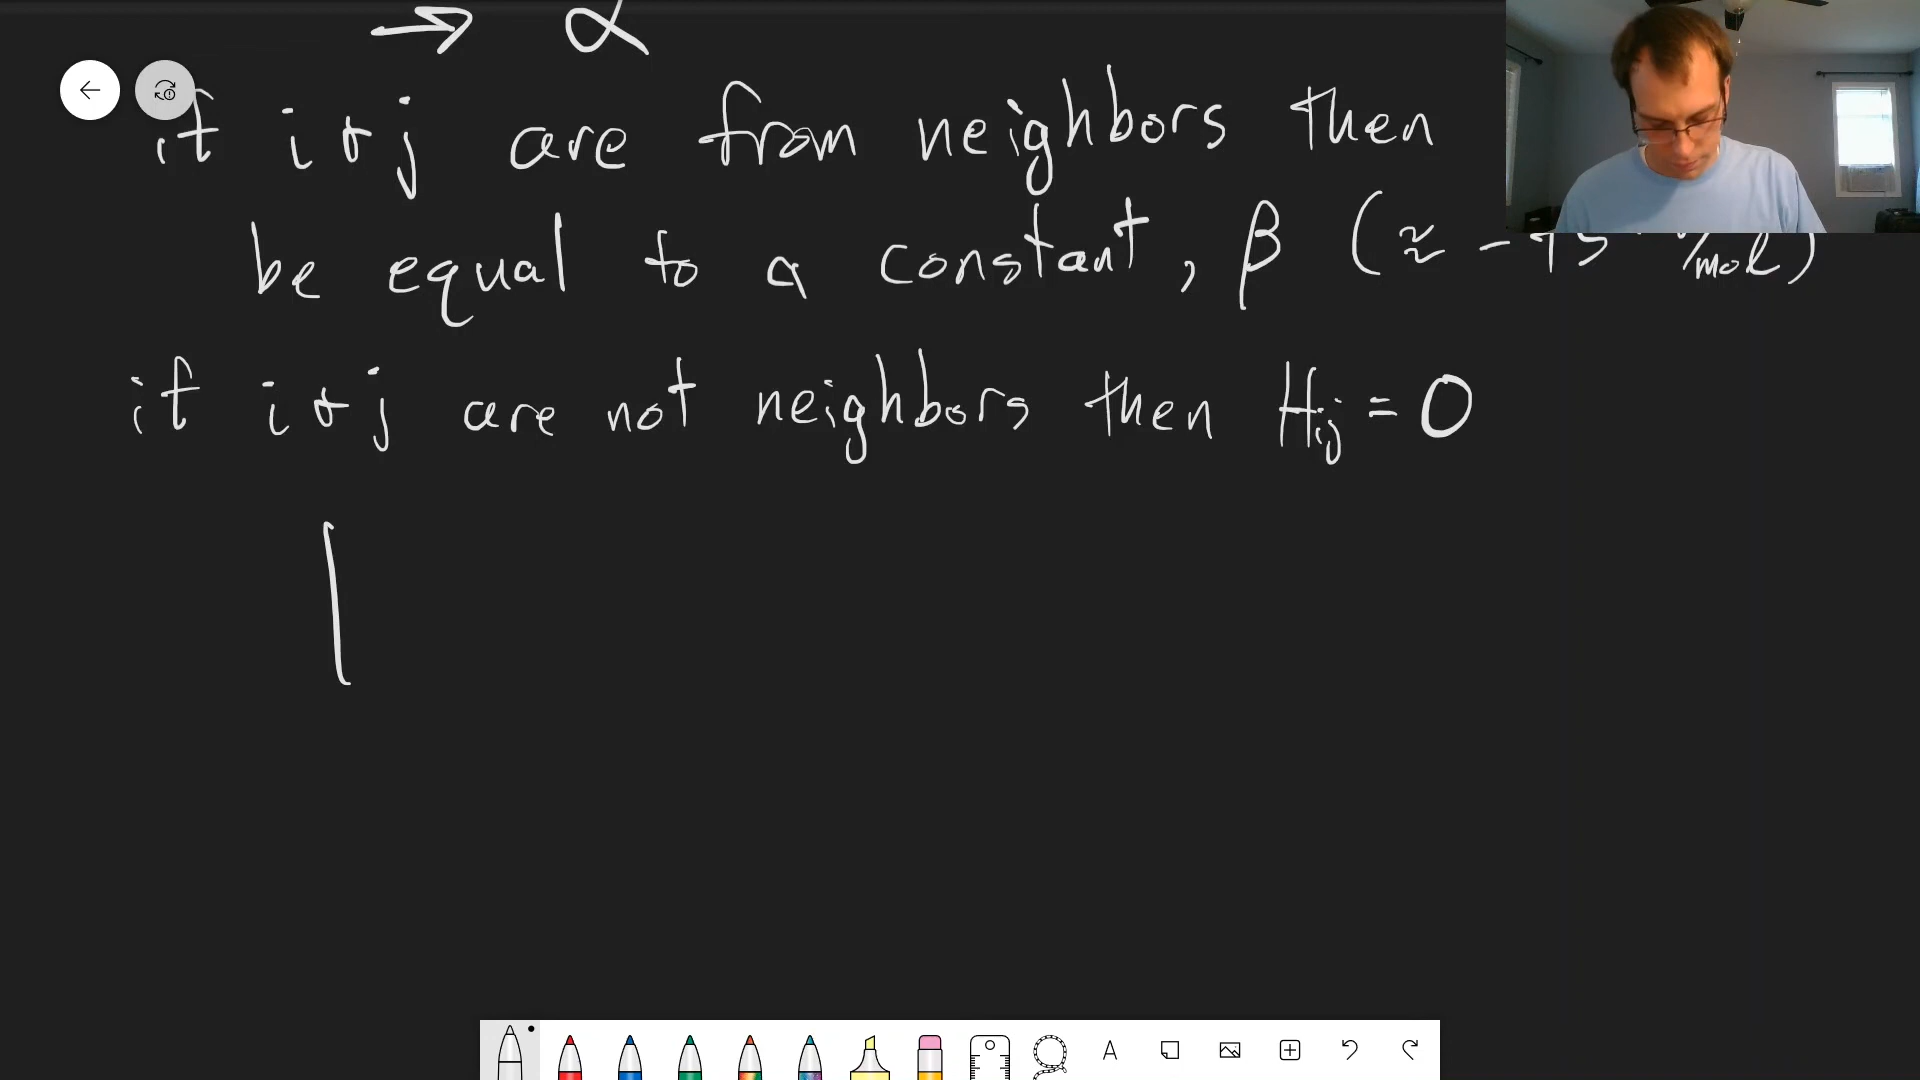 → α
if i & j are from neighbors then
be equal to a constant, β (≈ -75 /mol)
if i & j are not neighbors then Hij = 0
A